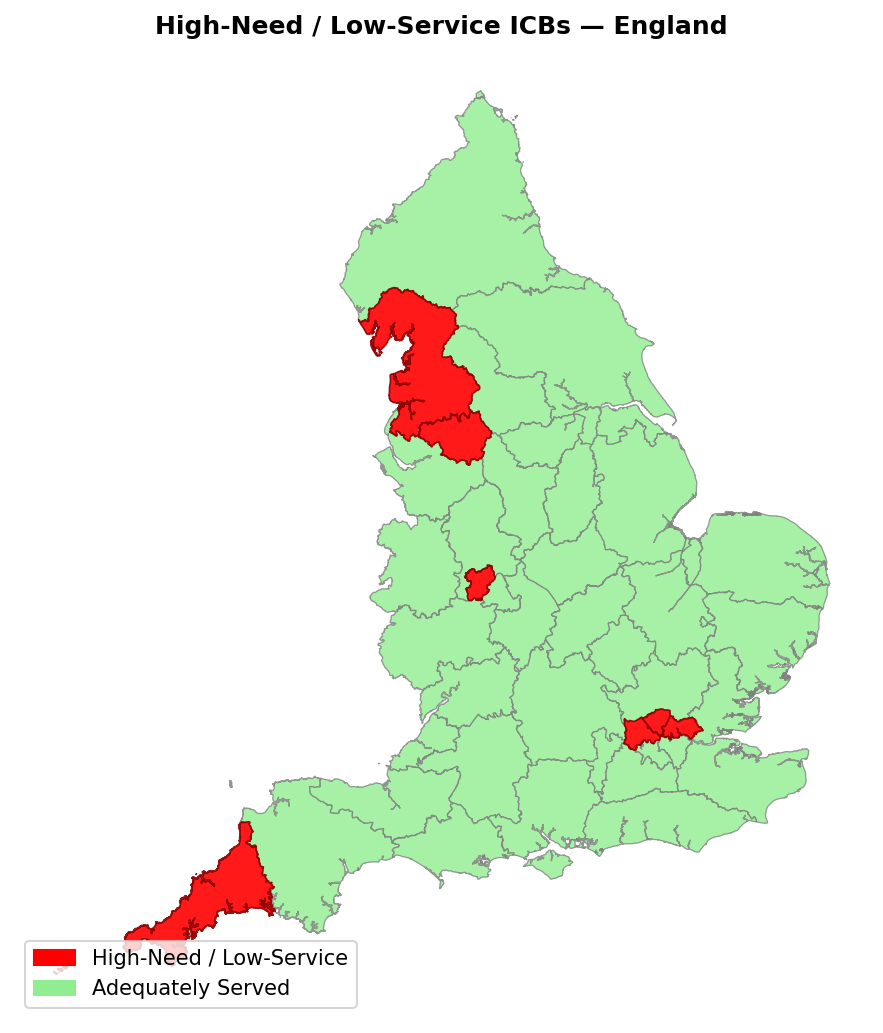 High-Need / Low-Service ICBs — England
High-Need / Low-Service
Adequately Served